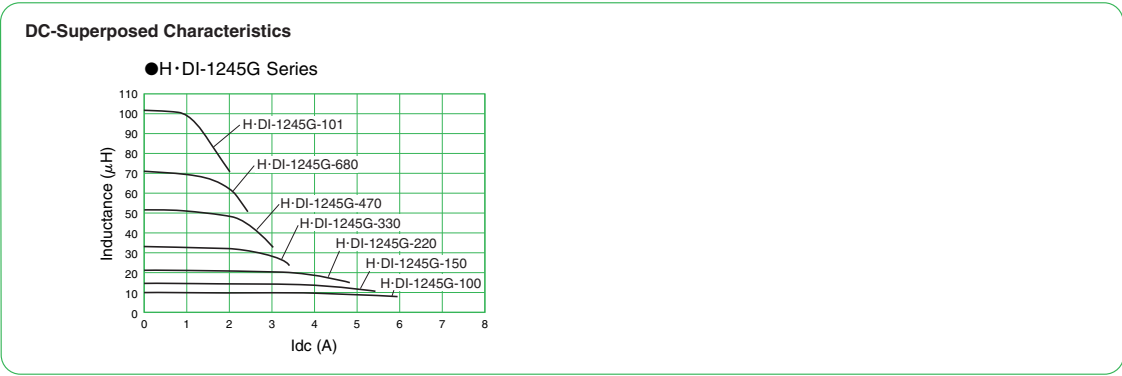 DC-Superposed Characteristics
●H·DI-1245G Series
110
100
90
80
70
60
50
40
30
20
10
0
Inductance (μH)
H·DI-1245G-101
H·DI-1245G-680
H·DI-1245G-470
H·DI-1245G-330
H·DI-1245G-220
H·DI-1245G-150
H·DI-1245G-100
0 1 2 3 4 5 6 7 8
Idc (A)